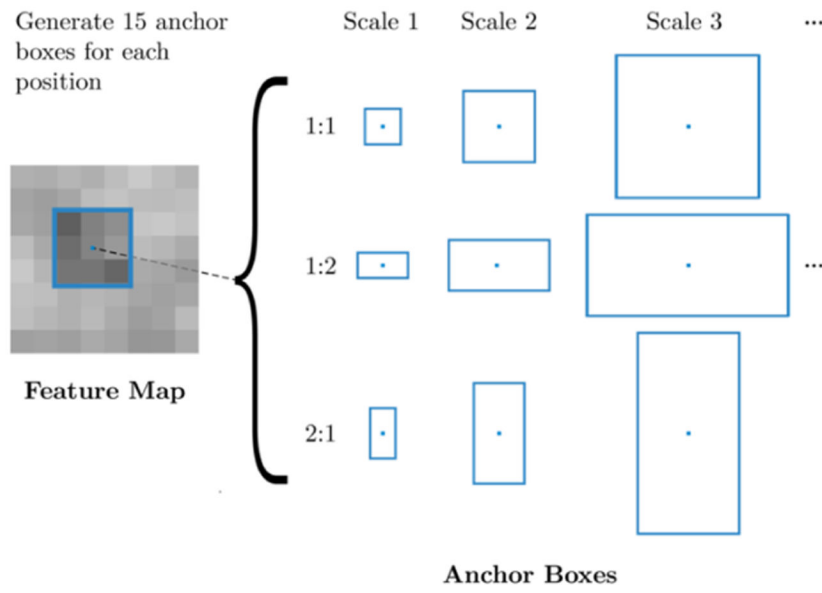 Generate 15 anchor
boxes for each
position
Scale 1 Scale 2 Scale 3 ...
1:1
1:2 ...
2:1
Feature Map
Anchor Boxes